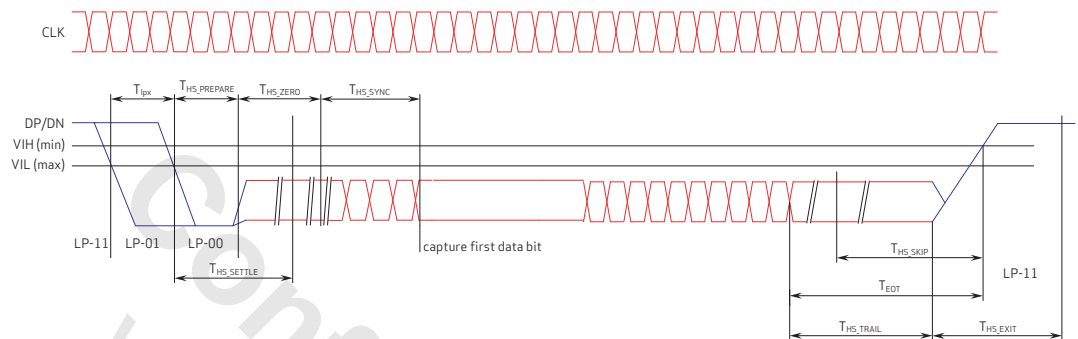 CLK
T_lpx T_HS_PREPARE T_HS_ZERO T_HS_SYNC
DP/DN
VIH (min)
VIL (max)
LP-11 LP-01 LP-00
capture first data bit
T_HS_SETTLE
T_HS_SKIP
LP-11
T_EOT
T_HS_TRAIL T_HS_EXIT